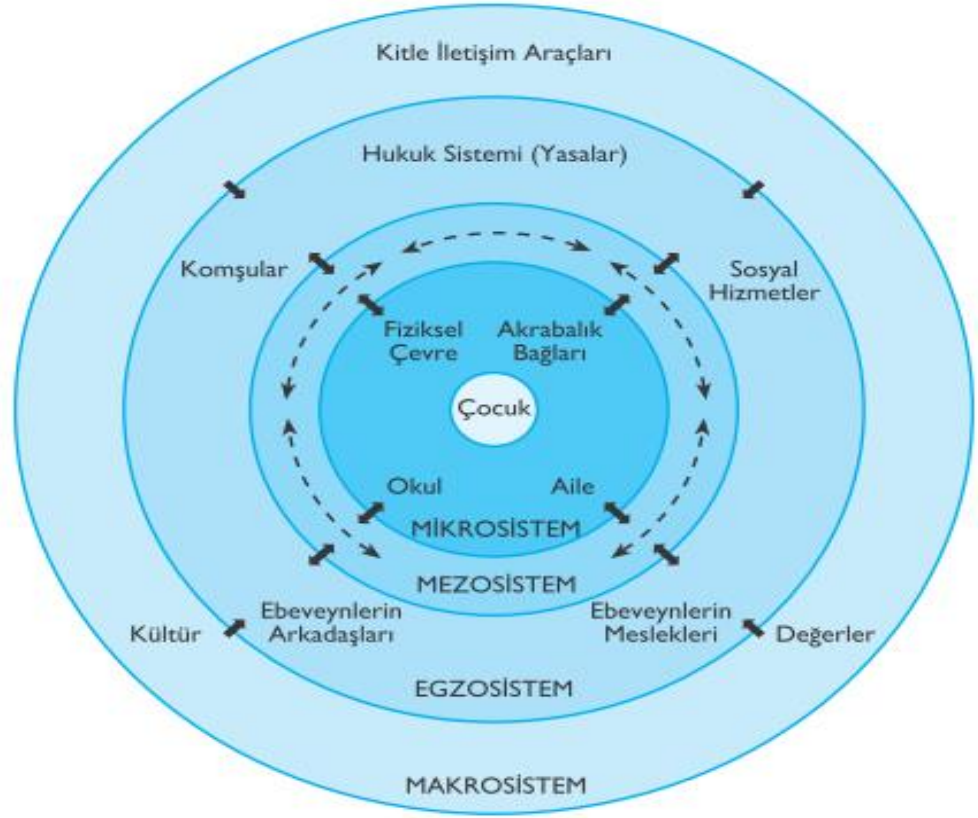 Kitle İletişim Araçları
Hukuk Sistemi (Yasalar)
Komşular
Sosyal
Hizmetler
Fiziksel
Çevre
Akrabalık
Bağları
Çocuk
Okul
Aile
MİKROSİSTEM
MEZOSİSTEM
Kültür
Ebeveynlerin
Arkadaşları
Ebeveynlerin
Meslekleri
Değerler
EGZOSİSTEM
MAKROSİSTEM